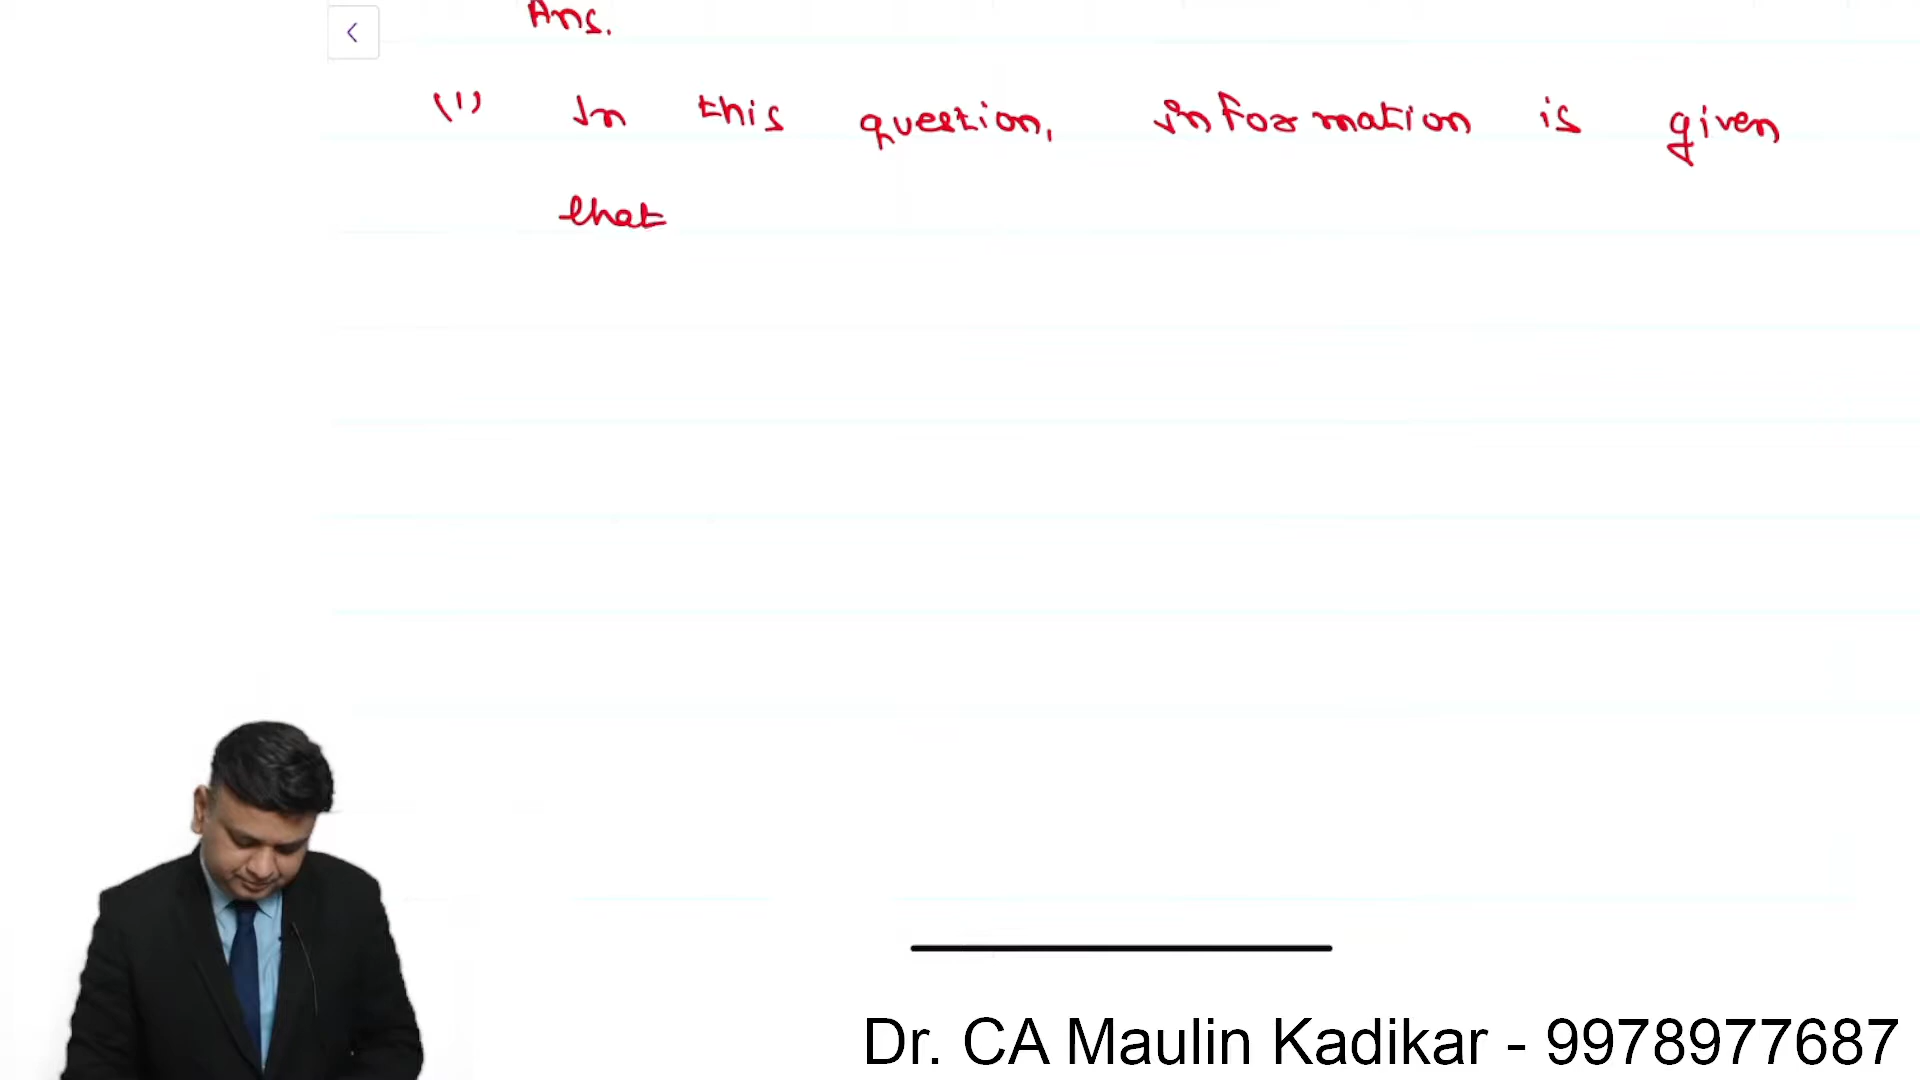 Ans.
(1) In this question, information is given
that
Dr. CA Maulin Kadikar - 9978977687